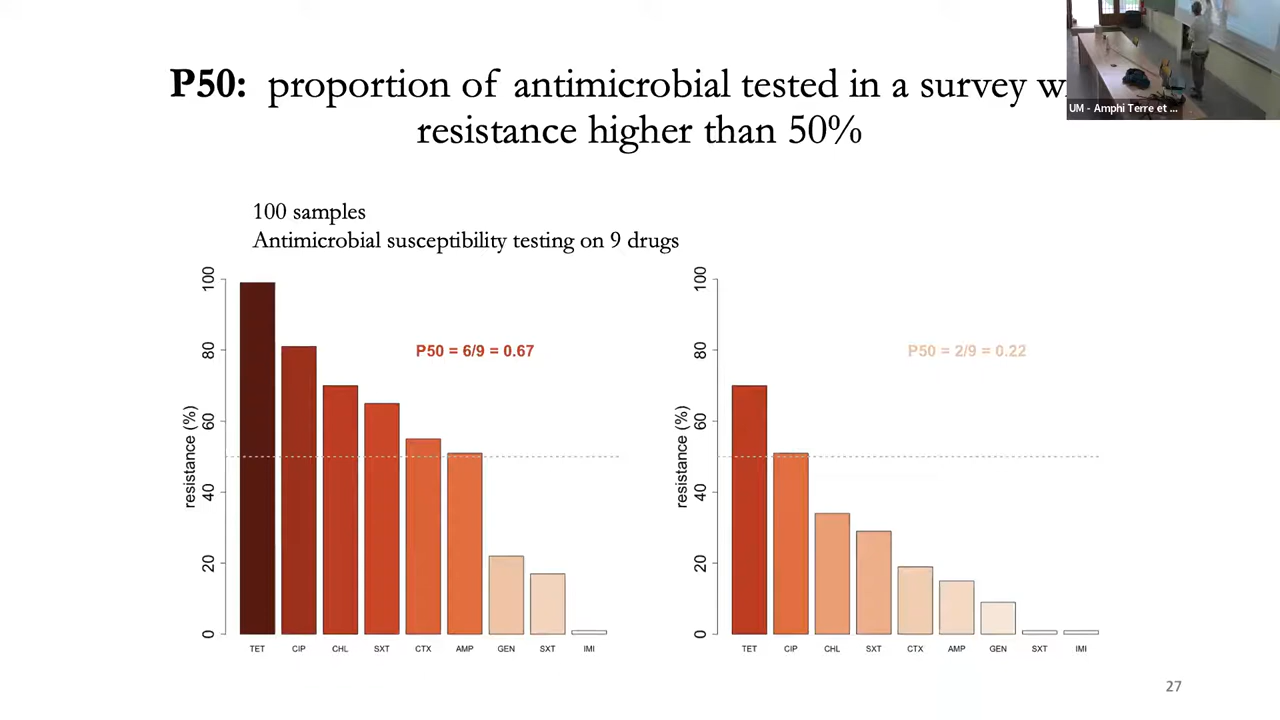 P50: proportion of antimicrobial tested in a survey
resistance higher than 50%
UM - Amphi Terre et ...
100 samples
Antimicrobial susceptibility testing on 9 drugs
resistance (%)
0 20 40 60 80 100
P50 = 6/9 = 0.67
TET CIP CHL SXT CTX AMP GEN SXT IMI
resistance (%)
0 20 40 60 80 100
P50 = 2/9 = 0.22
TET CIP CHL SXT CTX AMP GEN SXT IMI
27